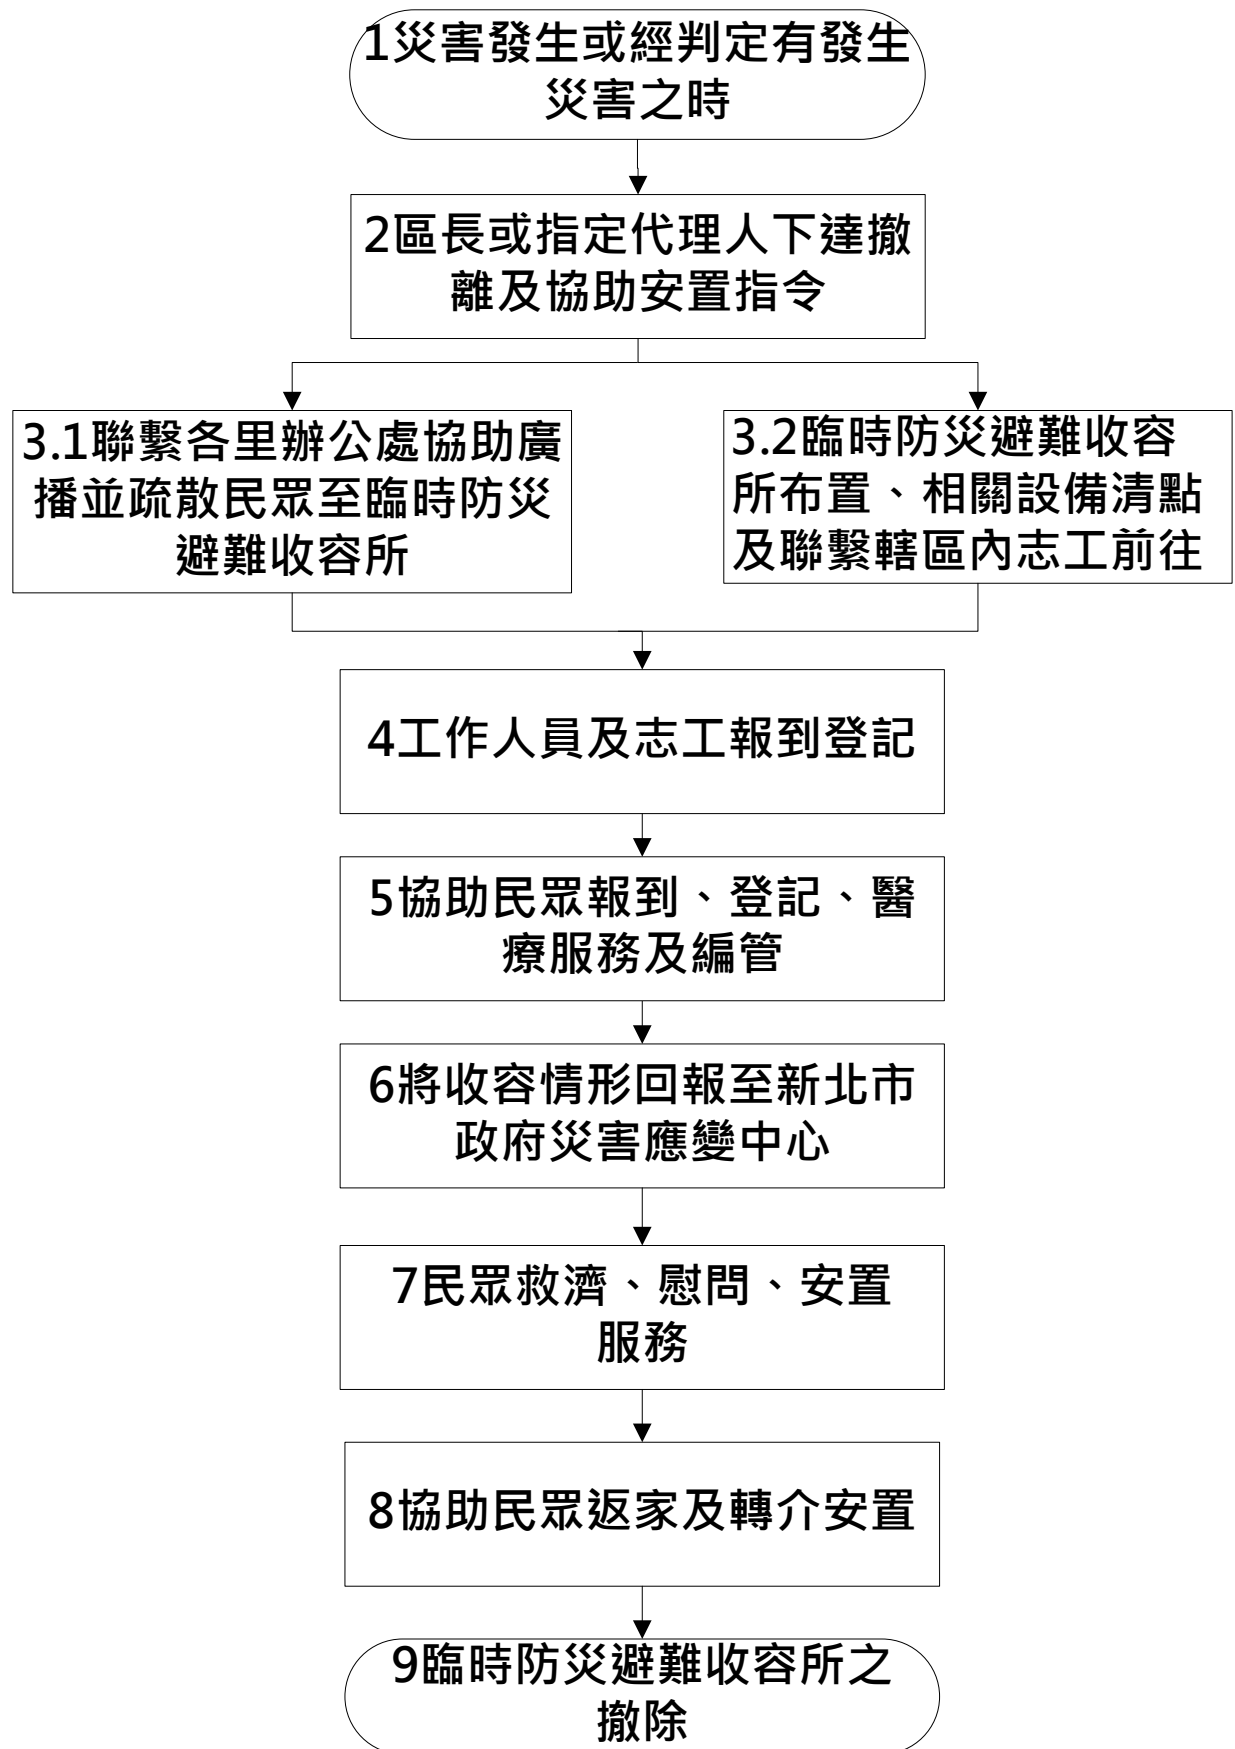 1災害發生或經判定有發生
災害之時
2區長或指定代理人下達撤
離及協助安置指令
3.1聯繫各里辦公處協助廣
播並疏散民眾至臨時防災
避難收容所
3.2臨時防災避難收容
所布置、相關設備清點
及聯繫轄區內志工前往
4工作人員及志工報到登記
5協助民眾報到、登記、醫
療服務及編管
6將收容情形回報至新北市
政府災害應變中心
7民眾救濟、慰問、安置
服務
8協助民眾返家及轉介安置
9臨時防災避難收容所之
撤除